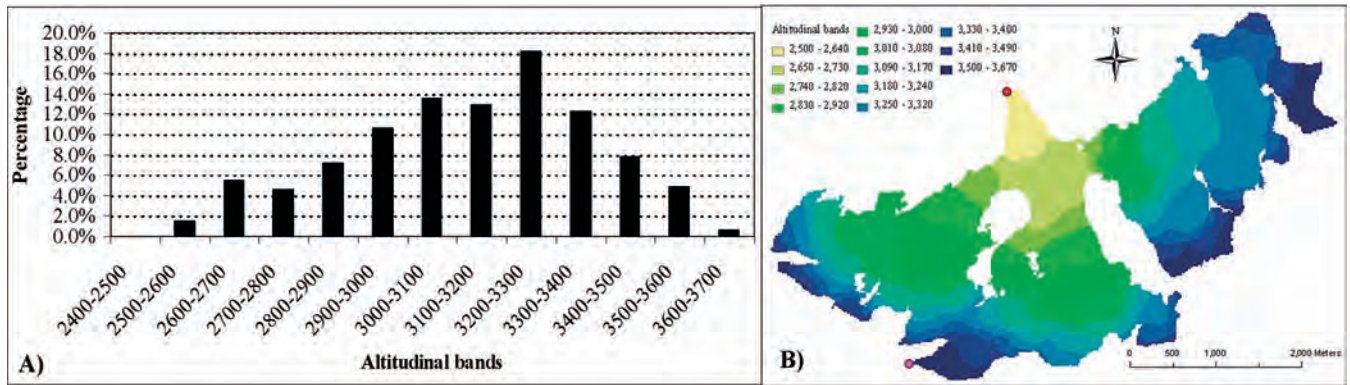 20.0%
18.0%
16.0%
14.0%
12.0%
10.0%
8.0%
6.0%
4.0%
2.0%
0.0%
Percentage
2400-2500
2500-2600
2600-2700
2700-2800
2800-2900
2900-3000
3000-3100
3100-3200
3200-3300
3300-3400
3400-3500
3500-3600
3600-3700
A)
Altitudinal bands
Altitudinal bands
2,500 - 2,640
2,650 - 2,730
2,740 - 2,820
2,830 - 2,920
2,930 - 3,000
3,010 - 3,080
3,090 - 3,170
3,180 - 3,240
3,250 - 3,320
3,330 - 3,400
3,410 - 3,490
3,500 - 3,670
N
B)
0 500 1,000 2,000 Meters